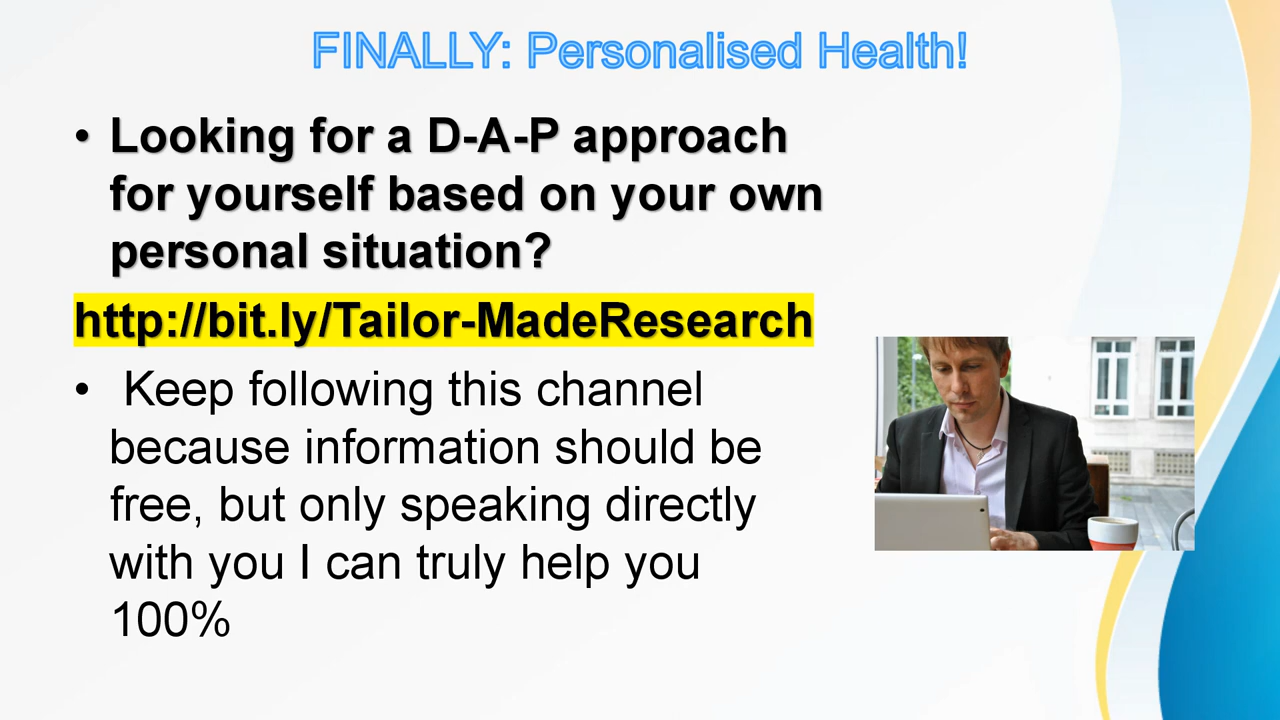 FINALLY: Personalised Health!
• Looking for a D-A-P approach
for yourself based on your own
personal situation?
http://bit.ly/Tailor-MadeResearch
• Keep following this channel
because information should be
free, but only speaking directly
with you I can truly help you
100%